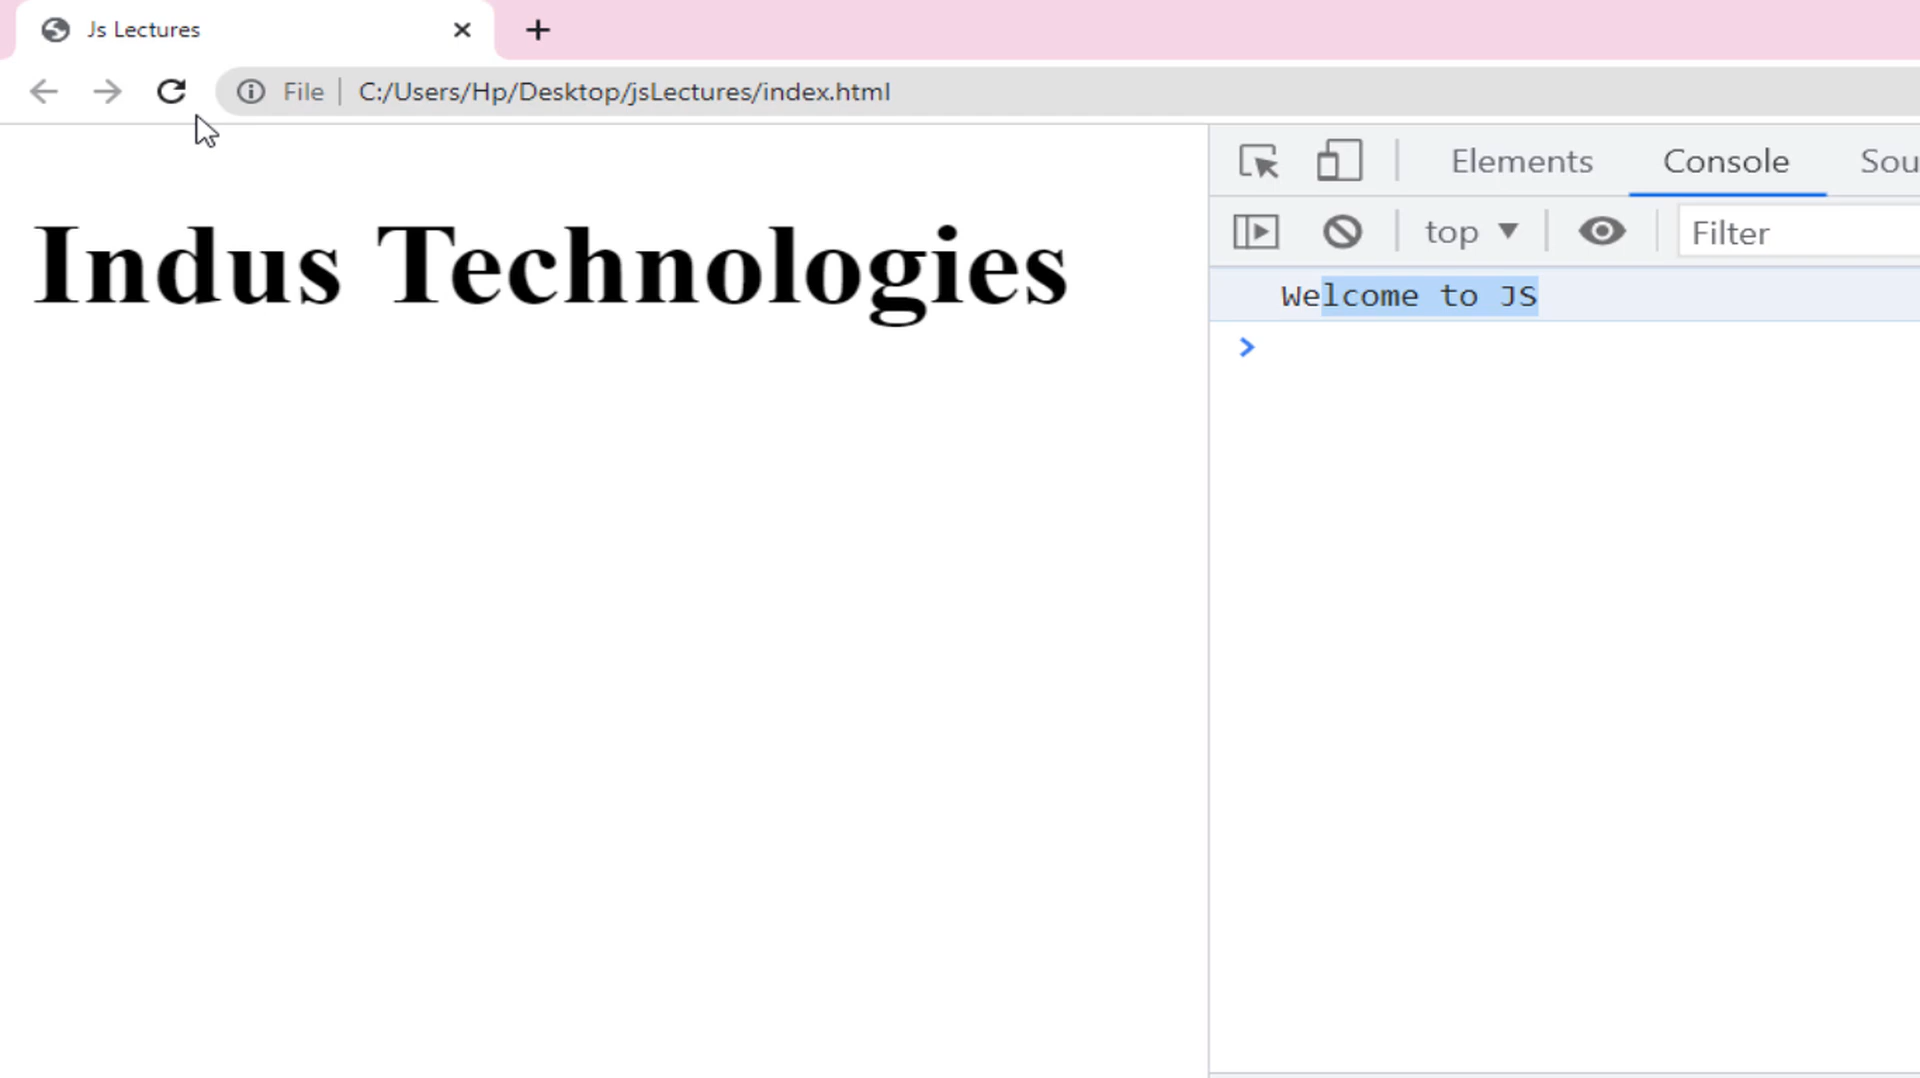 Js Lectures
File | C:/Users/Hp/Desktop/jsLectures/index.html
Elements Console Sou
top Filter
Indus Technologies
Welcome to JS